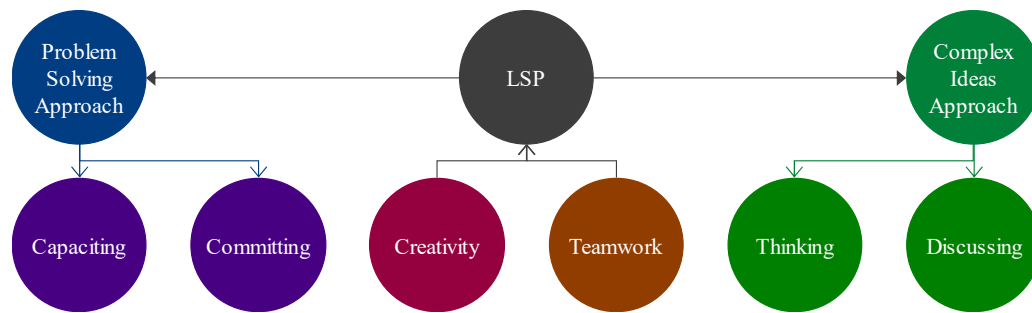 Problem
Solving
Approach
LSP
Complex
Ideas
Approach
Capaciting
Committing
Creativity
Teamwork
Thinking
Discussing